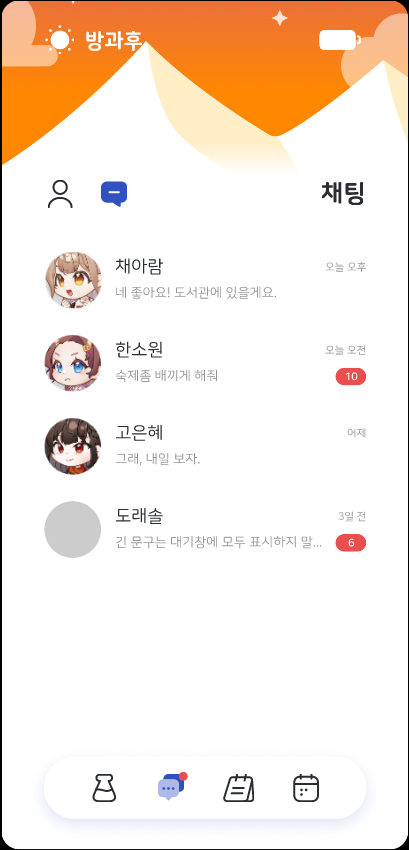 방과후
채팅
채아람
오늘 오후
네 좋아요! 도서관에 있을게요.
한소원
오늘 오전
숙제좀 배끼게 해줘
10
고은혜
어제
그래, 내일 보자.
도래솔
3일 전
긴 문구는 대기창에 모두 표시하지 말...
6